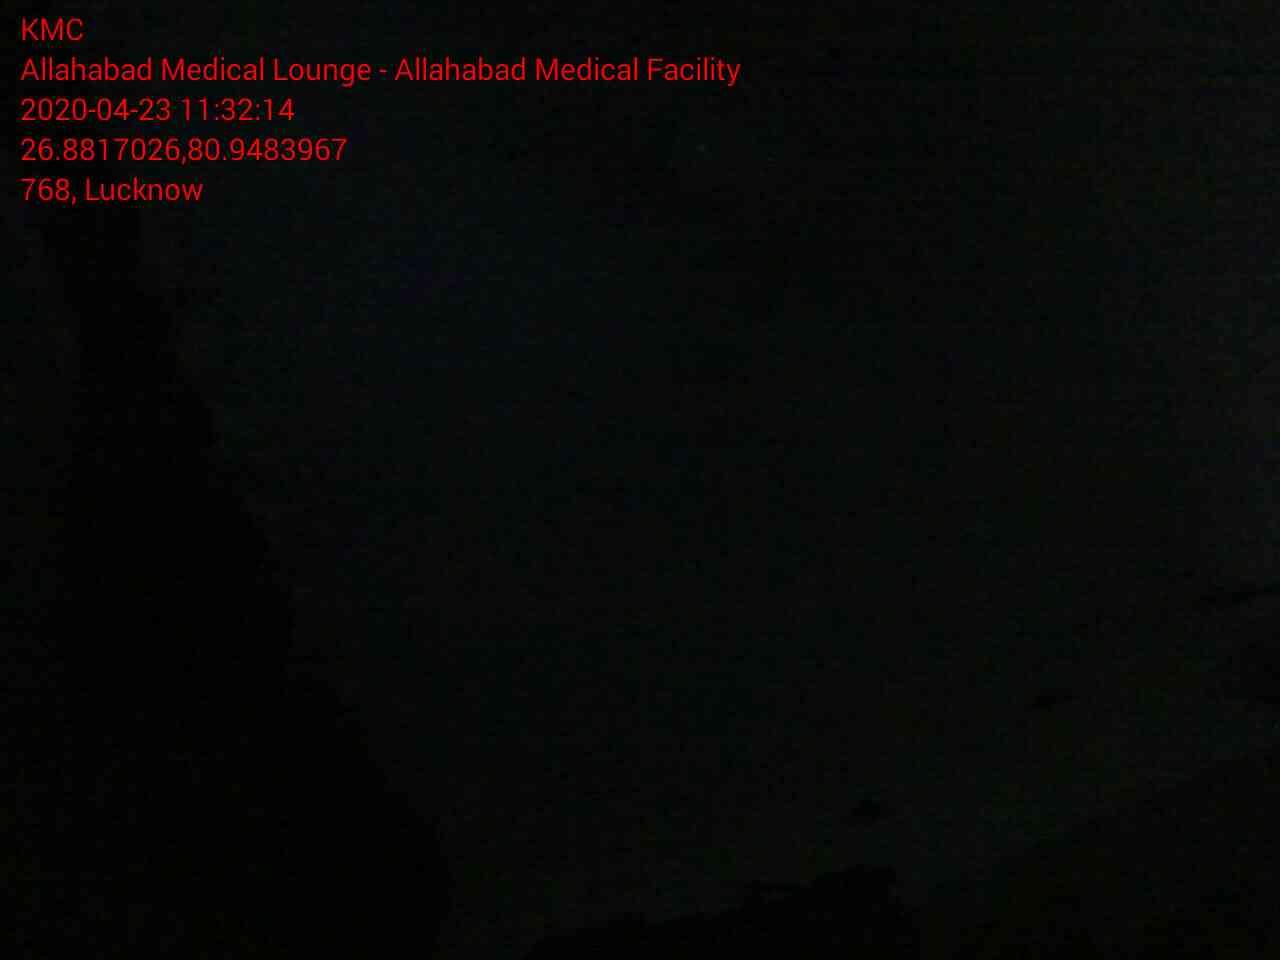 KMC
Allahabad Medical Lounge - Allahabad Medical Facility
2020-04-23 11:32:14
26.8817026,80.9483967
768, Lucknow